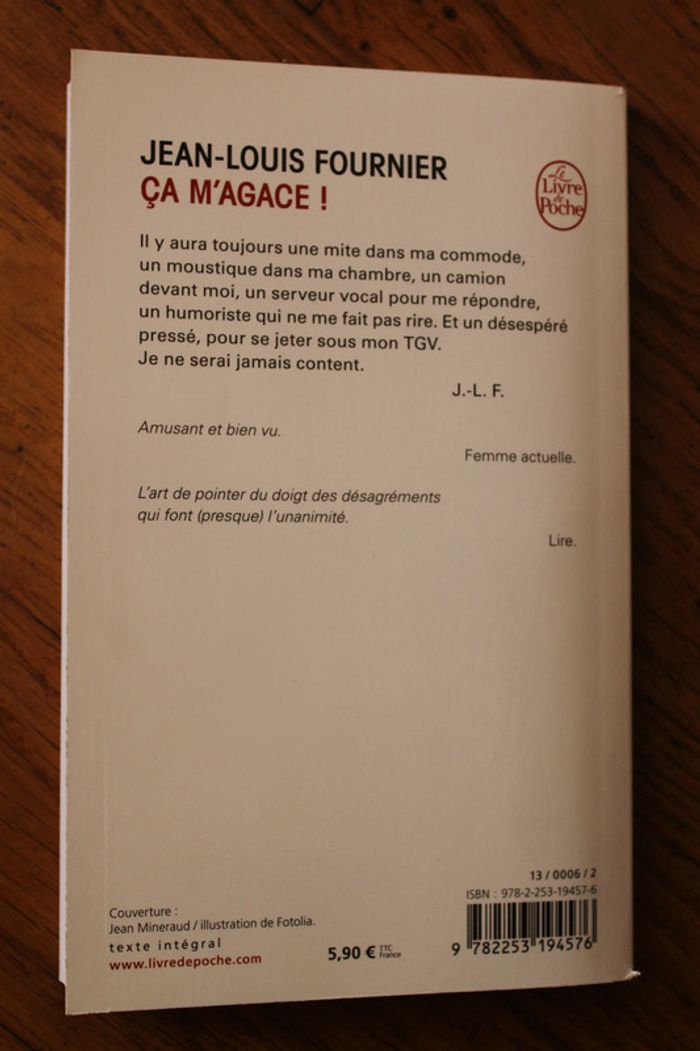 JEAN-LOUIS FOURNIER
ÇA M'AGACE !
Le
Livre
de
Poche
Il y aura toujours une mite dans ma commode,
un moustique dans ma chambre, un camion
devant moi, un serveur vocal pour me répondre,
un humoriste qui ne me fait pas rire. Et un désespéré
pressé, pour se jeter sous mon TGV.
Je ne serai jamais content.
J.-L. F.
Amusant et bien vu.
Femme actuelle.
L'art de pointer du doigt des désagréments
qui font (presque) l'unanimité.
Lire.
Couverture :
Jean Mineraud / illustration de Fotolia.
texte intégral
www.livredepoche.com
5,90 € TTC
France
13 / 0006 / 2
ISBN : 978-2-253-19457-6
9 782253 194576